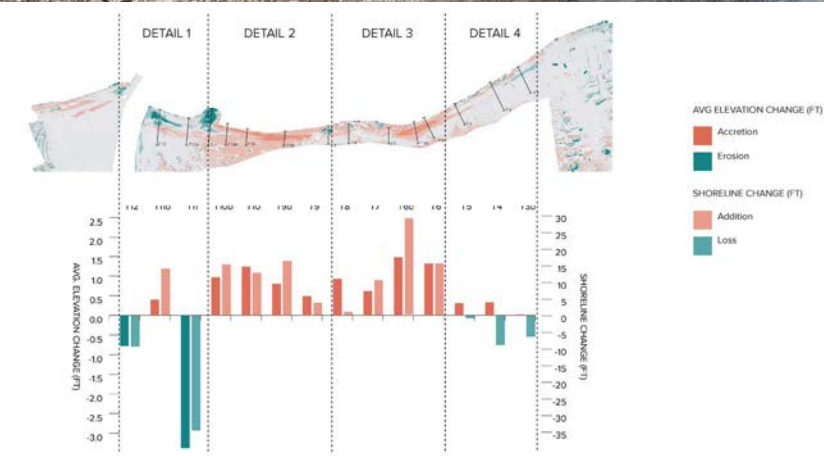 DETAIL 1
DETAIL 2
DETAIL 3
DETAIL 4
AVG ELEVATION CHANGE (FT)
Accretion
Erosion
SHORELINE CHANGE (FT)
Addition
Loss
AVG. ELEVATION CHANGE (FT)
2.5
2.0
1.5
1.0
0.5
0.0
-0.5
-1.0
-1.5
-2.0
-2.5
-3.0
30
25
20
15
10
5
0
-5
-10
-15
-20
-25
-30
-35
SHORELINE CHANGE (FT)